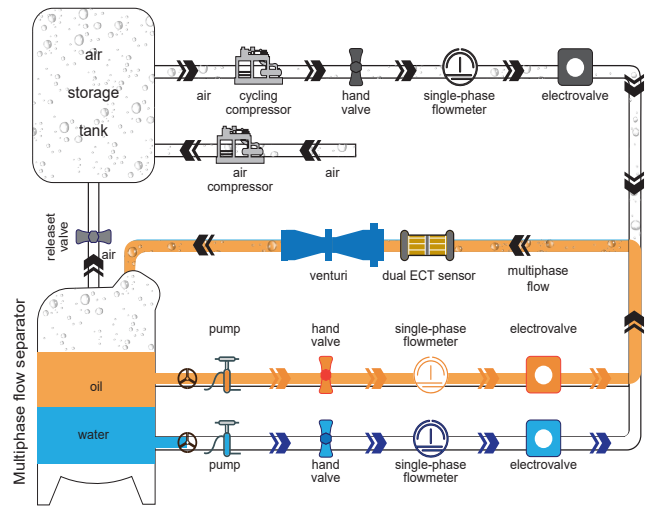 air
storage
tank
air
cycling
compressor
hand
valve
single-phase
flowmeter
electrovalve
air
compressor
air
releaset
valve
air
venturi
dual ECT sensor
multiphase
flow
Multiphase flow separator
oil
water
pump
hand
valve
single-phase
flowmeter
electrovalve
pump
hand
valve
single-phase
flowmeter
electrovalve